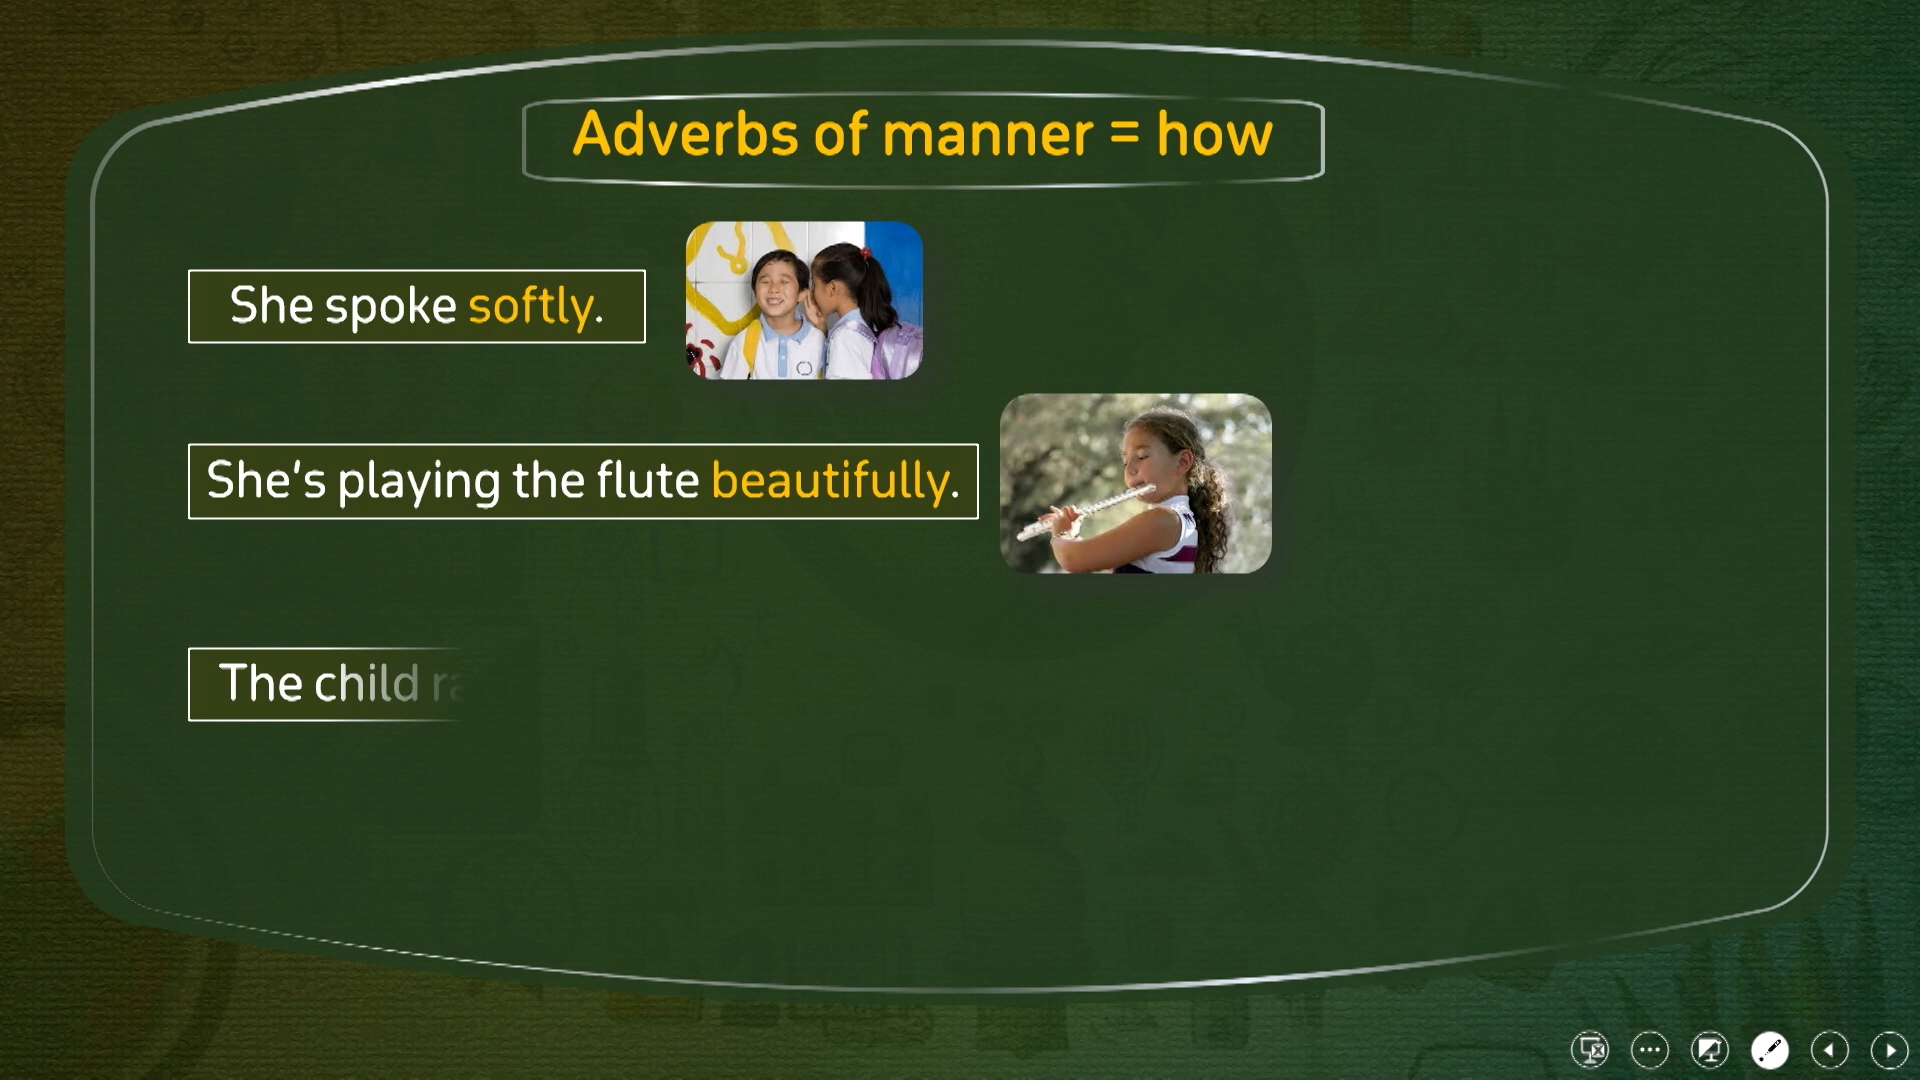 Adverbs of manner = how
She spoke softly.
She's playing the flute beautifully.
The child